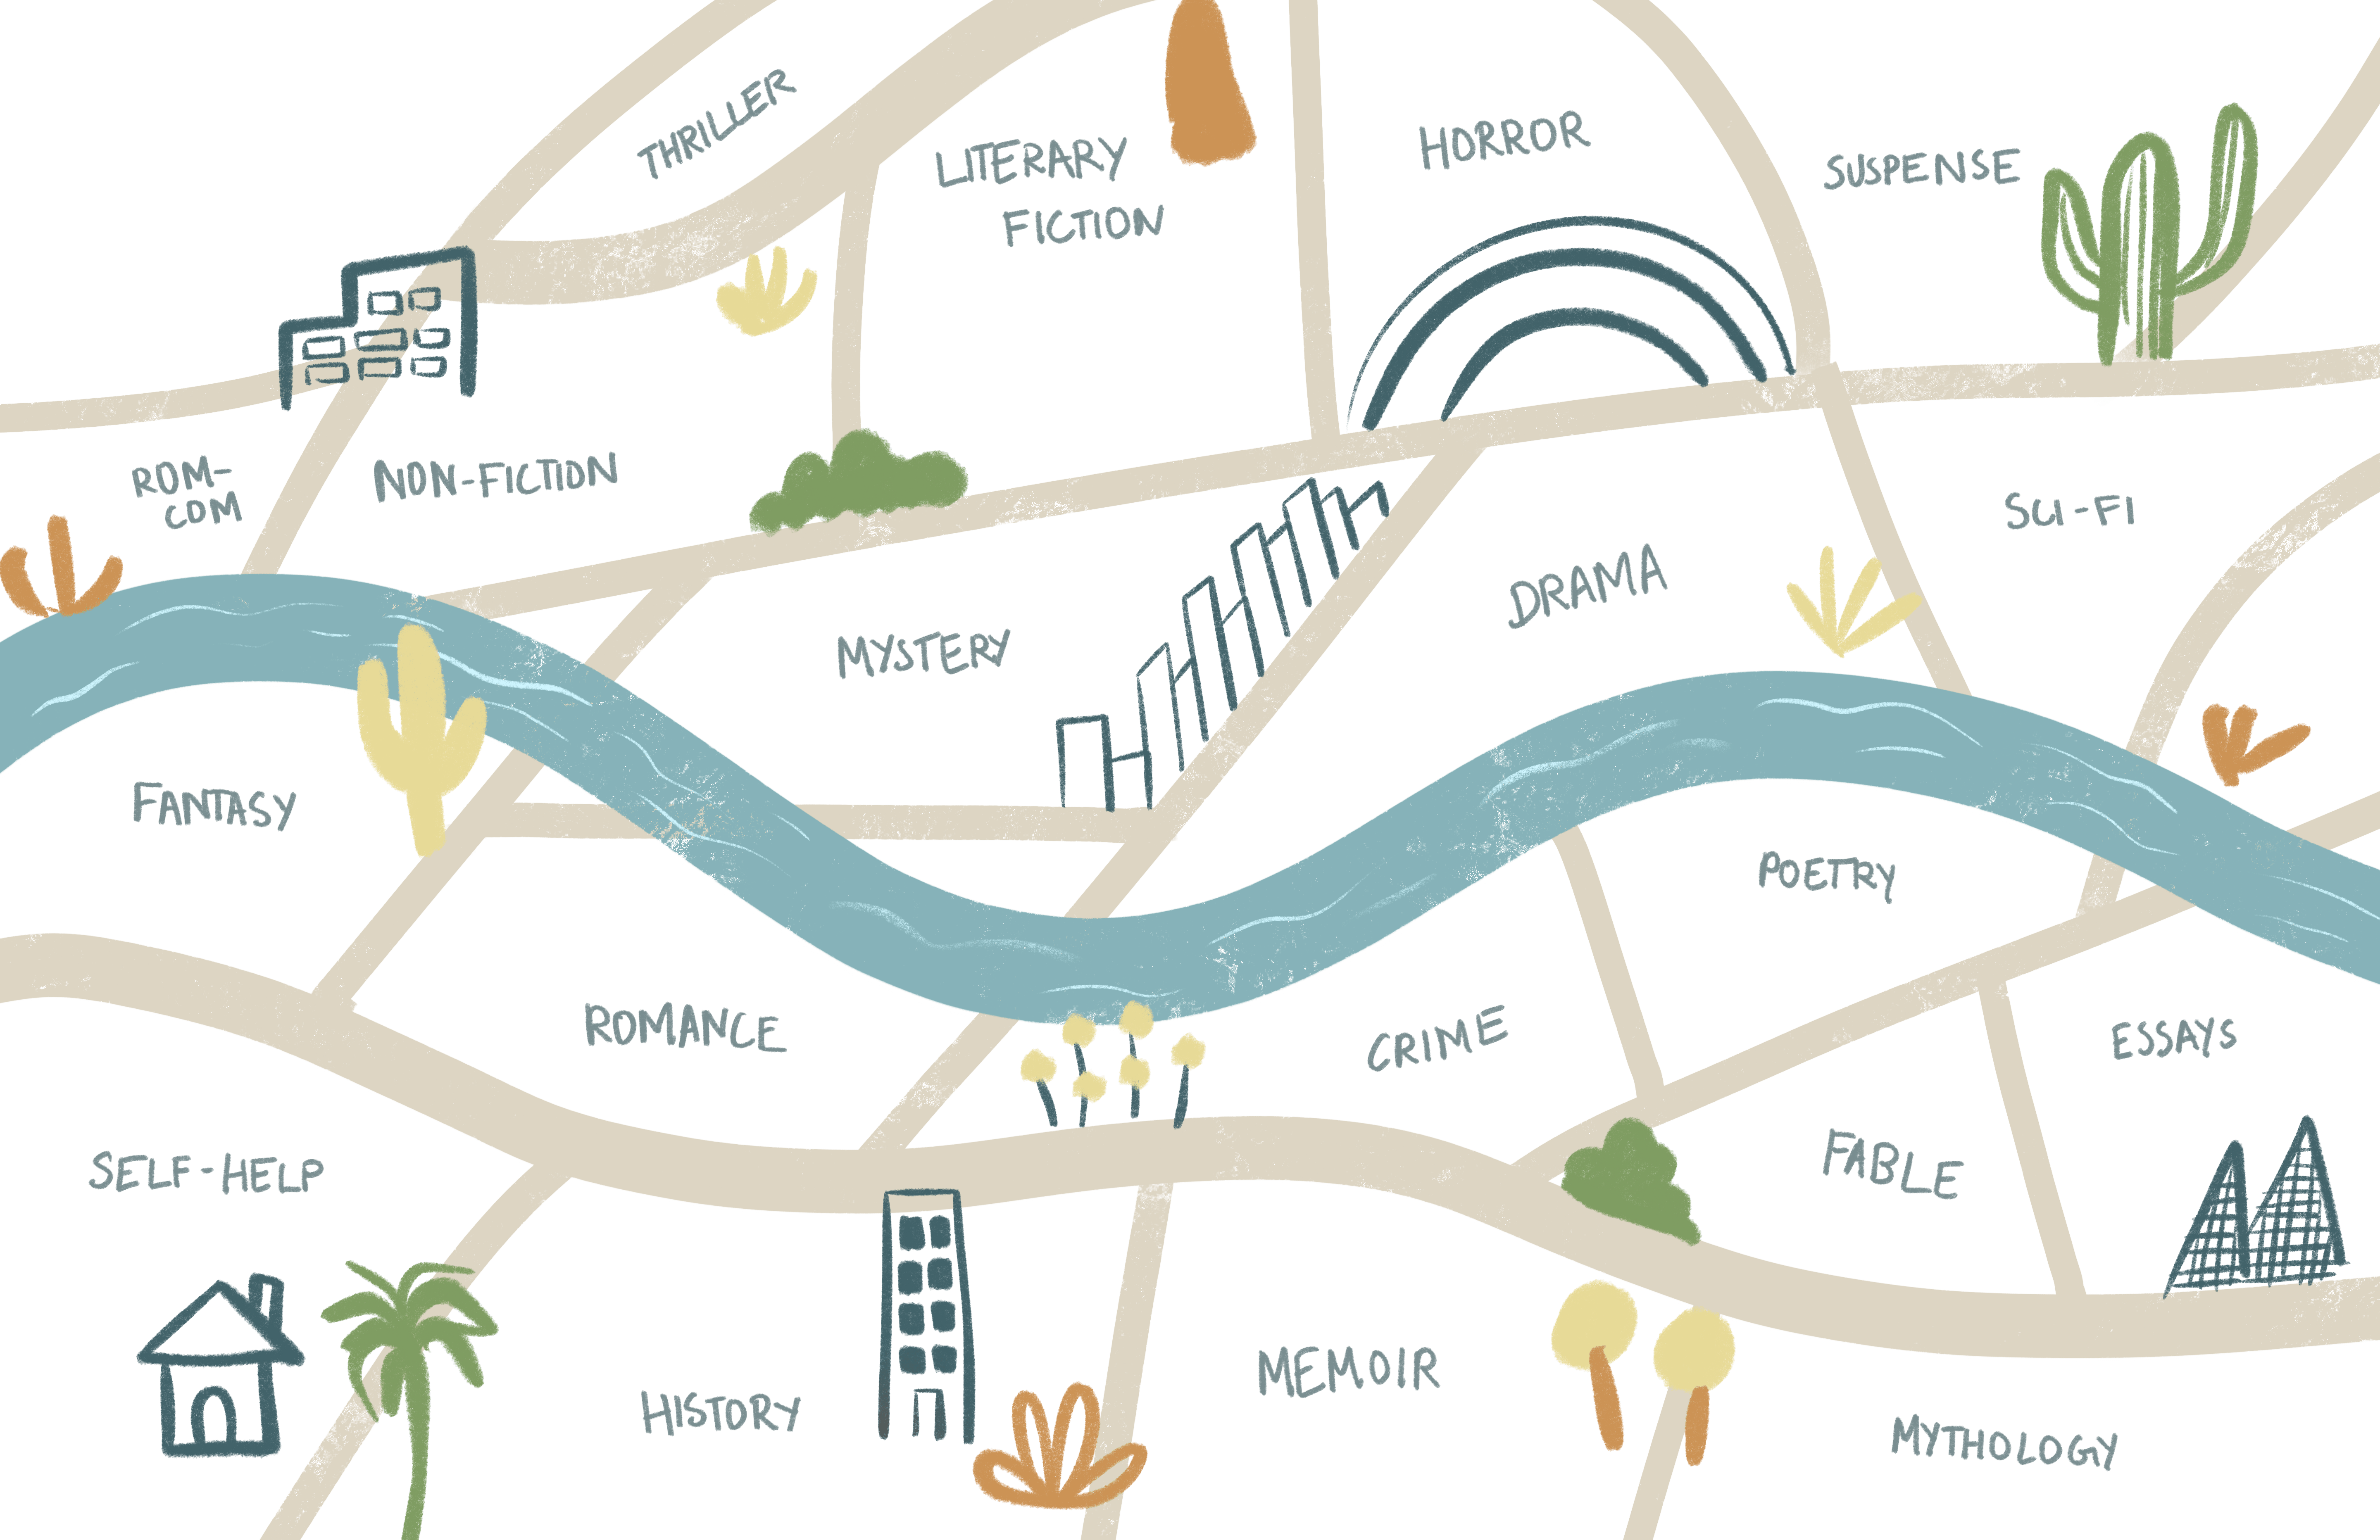 THRILLER
LITERARY
FICTION
HORROR
SUSPENSE
ROM-
COM
NON-FICTION
SCI-FI
MYSTERY
DRAMA
FANTASY
POETRY
ROMANCE
CRIME
ESSAYS
SELF-HELP
FABLE
HISTORY
MEMOIR
MYTHOLOGY